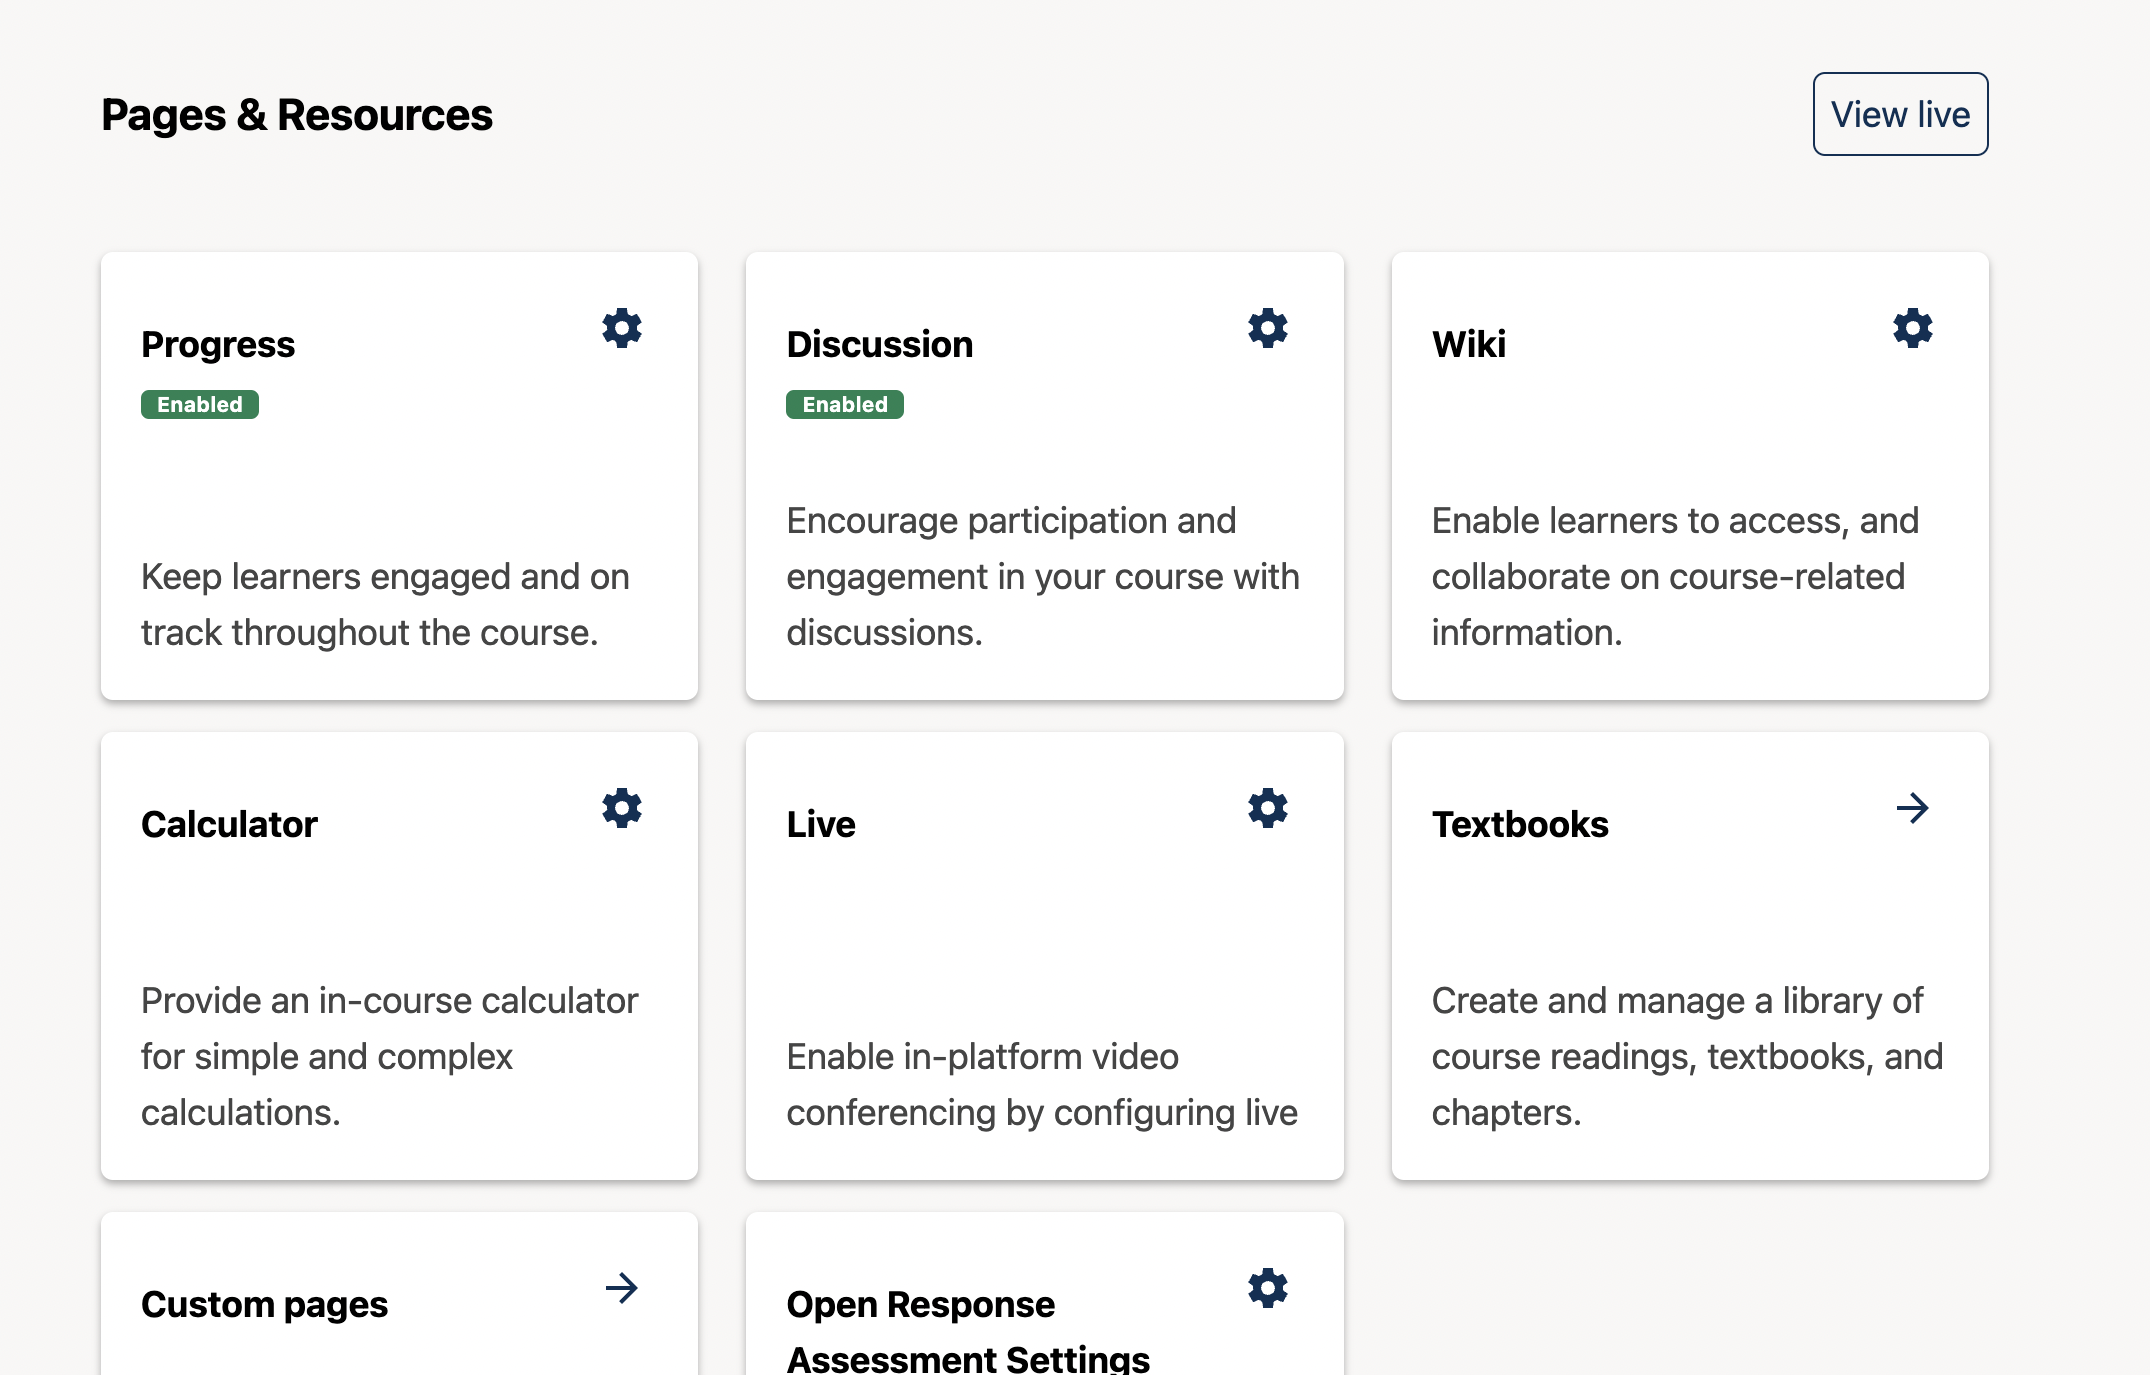 Pages & Resources
View live
Progress
Enabled
Keep learners engaged and on
track throughout the course.
Discussion
Enabled
Encourage participation and
engagement in your course with
discussions.
Wiki
Enable learners to access, and
collaborate on course-related
information.
Calculator
Provide an in-course calculator
for simple and complex
calculations.
Live
Enable in-platform video
conferencing by configuring live
Textbooks
Create and manage a library of
course readings, textbooks, and
chapters.
Custom pages
Open Response
Assessment Settings